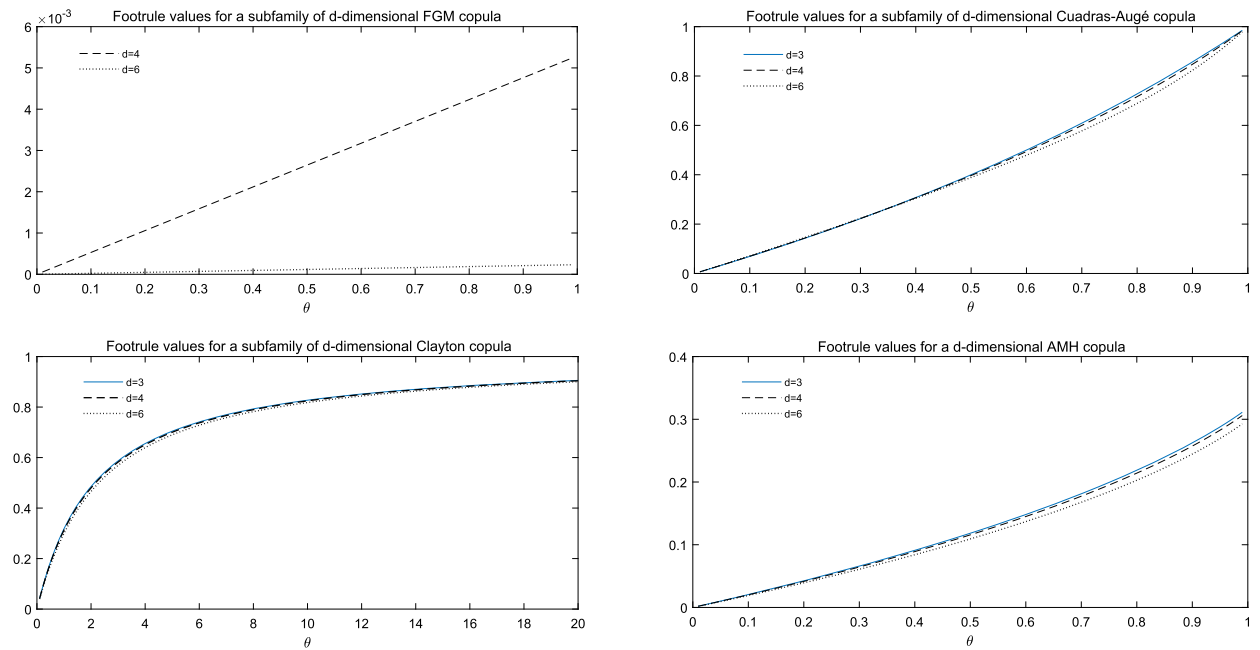 Footrule values for a subfamily of d-dimensional FGM copula
×10⁻³
6
5
4
3
2
1
0
d=4
d=6
0 0.1 0.2 0.3 0.4 0.5 0.6 0.7 0.8 0.9 1
θ
Footrule values for a subfamily of d-dimensional Cuadras-Augé copula
1
0.8
0.6
0.4
0.2
0
d=3
d=4
d=6
0 0.1 0.2 0.3 0.4 0.5 0.6 0.7 0.8 0.9 1
θ
Footrule values for a subfamily of d-dimensional Clayton copula
1
0.8
0.6
0.4
0.2
0
d=3
d=4
d=6
0 2 4 6 8 10 12 14 16 18 20
θ
Footrule values for a d-dimensional AMH copula
0.4
0.3
0.2
0.1
0
d=3
d=4
d=6
0 0.1 0.2 0.3 0.4 0.5 0.6 0.7 0.8 0.9 1
θ